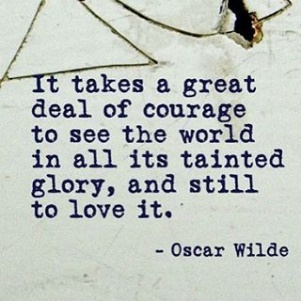 It takes a great
deal of courage
to see the world
in all its tainted
glory, and still
to love it.
- Oscar Wilde